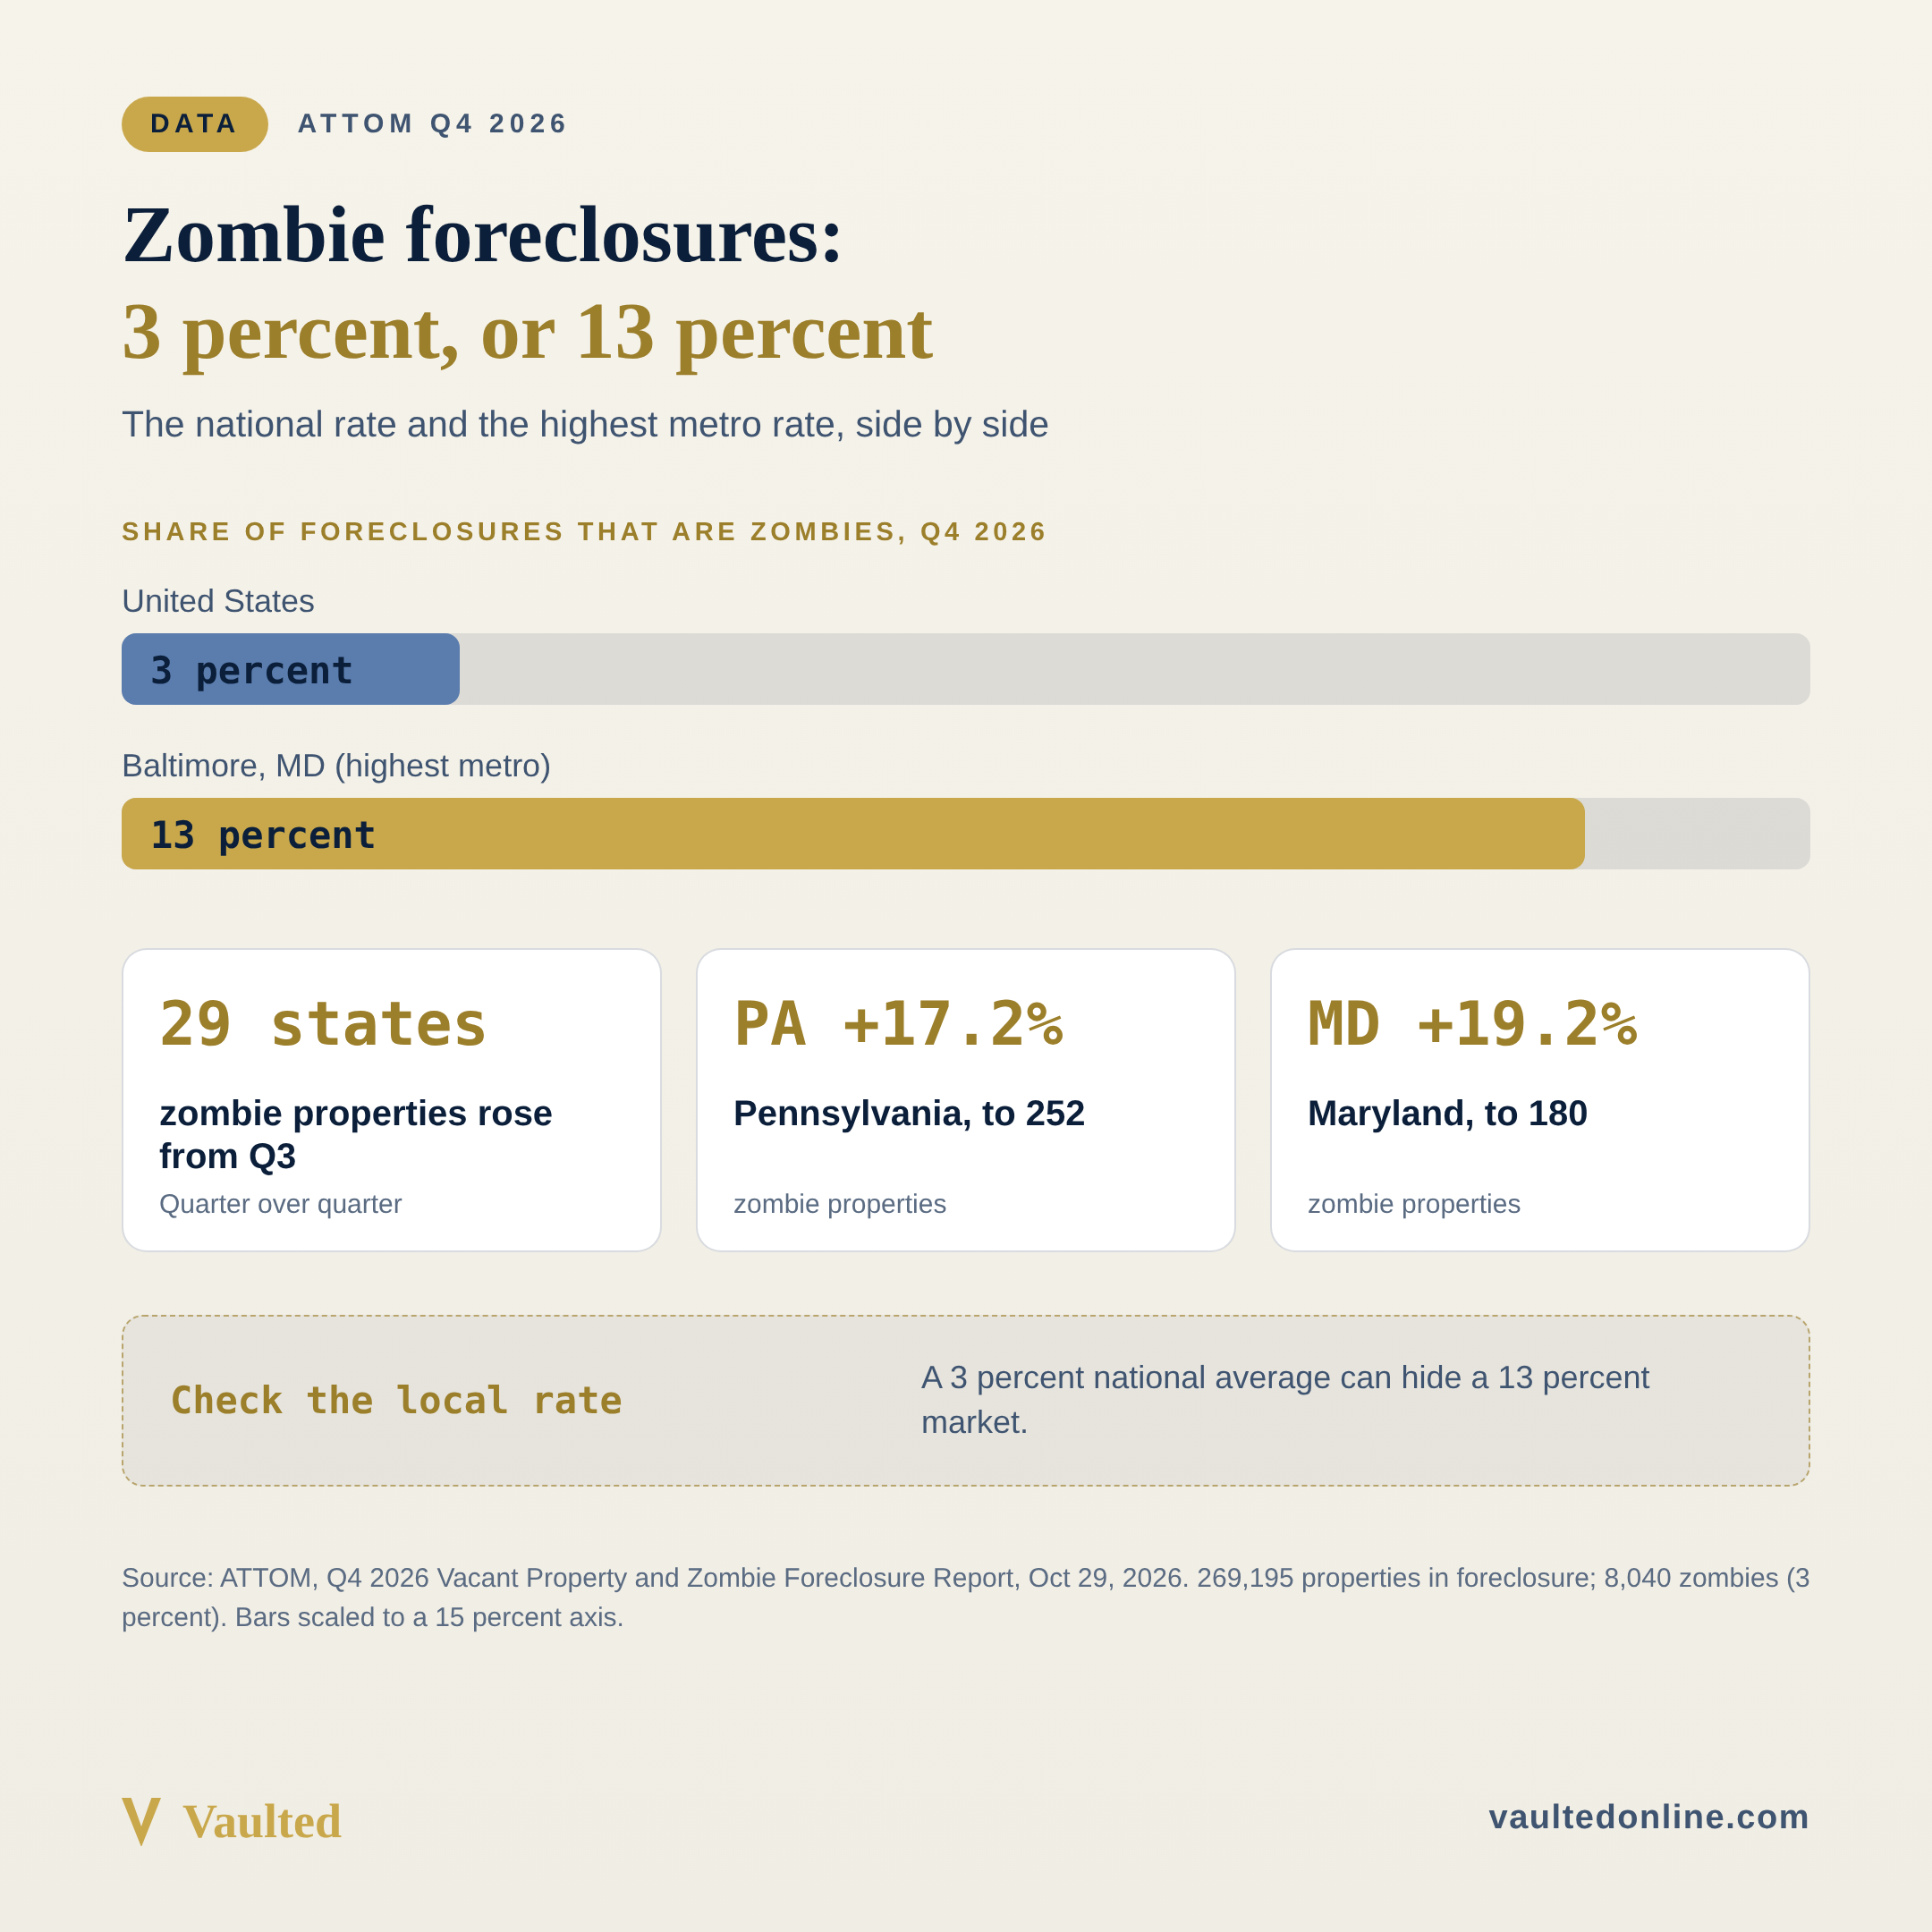 DATA ATTOM Q4 2026
Zombie foreclosures:
3 percent, or 13 percent
The national rate and the highest metro rate, side by side
SHARE OF FORECLOSURES THAT ARE ZOMBIES, Q4 2026
United States
3 percent
Baltimore, MD (highest metro)
13 percent
29 states
zombie properties rose
from Q3
Quarter over quarter
PA +17.2%
Pennsylvania, to 252
zombie properties
MD +19.2%
Maryland, to 180
zombie properties
Check the local rate
A 3 percent national average can hide a 13 percent
market.
Source: ATTOM, Q4 2026 Vacant Property and Zombie Foreclosure Report, Oct 29, 2026. 269,195 properties in foreclosure; 8,040 zombies (3
percent). Bars scaled to a 15 percent axis.
Vaulted
vaultedonline.com